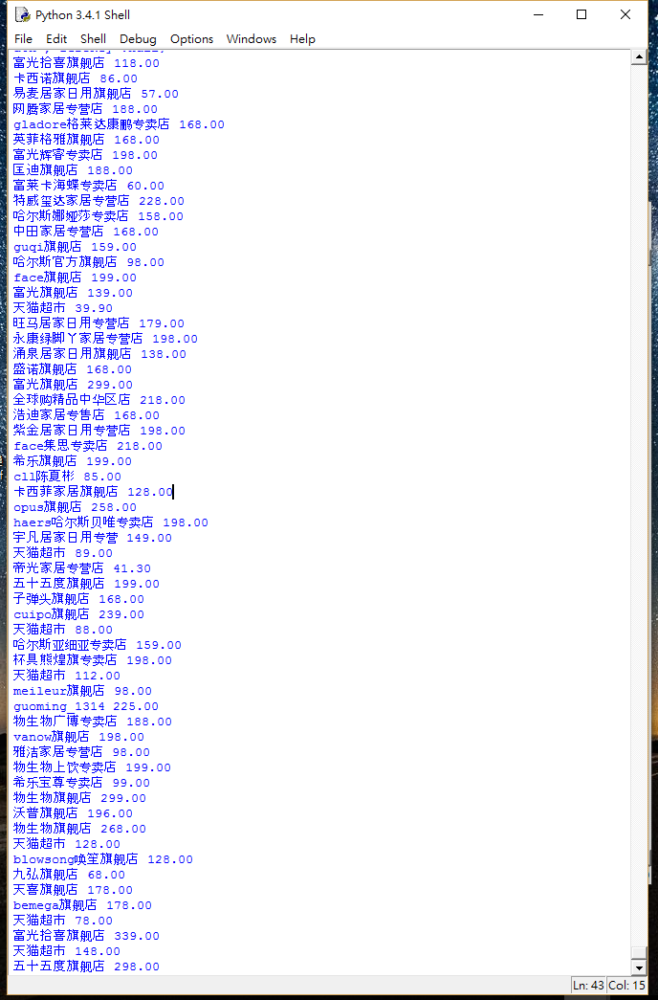 Python 3.4.1 Shell
File Edit Shell Debug Options Windows Help
富光拾喜旗舰店 118.00
卡西诺旗舰店 86.00
易麦居家日用旗舰店 57.00
网腾家居专营店 188.00
gladore格莱达康鹏专卖店 168.00
英菲格雅旗舰店 168.00
富光辉睿专卖店 198.00
匡迪旗舰店 188.00
富莱卡海蝶专卖店 60.00
特威玺达家居专营店 228.00
哈尔斯娜娅莎专卖店 158.00
中田家居专营店 168.00
guqi旗舰店 159.00
哈尔斯官方旗舰店 98.00
face旗舰店 199.00
富光旗舰店 139.00
天猫超市 39.90
旺马居家日用专营店 179.00
永康绿脚丫家居专营店 198.00
涌泉居家日用旗舰店 138.00
盛诺旗舰店 168.00
富光旗舰店 299.00
全球购精品中华区店 218.00
浩迪家居专售店 168.00
紫金居家日用专营店 198.00
face集思专卖店 218.00
希乐旗舰店 199.00
cll陈夏彬 85.00
卡西菲家居旗舰店 128.00
opus旗舰店 258.00
haers哈尔斯贝唯专卖店 198.00
宇凡居家日用专营 149.00
天猫超市 89.00
帝光家居专营店 41.30
五十五度旗舰店 199.00
子弹头旗舰店 168.00
cuipo旗舰店 239.00
天猫超市 88.00
哈尔斯亚细亚专卖店 159.00
杯具熊煌旗专卖店 198.00
天猫超市 112.00
meileur旗舰店 98.00
guoming_1314 225.00
物生物广博专卖店 188.00
vanow旗舰店 198.00
雅洁家居专营店 98.00
物生物上饮专卖店 199.00
希乐宝尊专卖店 99.00
物生物旗舰店 299.00
沃普旗舰店 196.00
物生物旗舰店 268.00
天猫超市 128.00
blowsong唤笙旗舰店 128.00
九弘旗舰店 68.00
天喜旗舰店 178.00
bemega旗舰店 178.00
天猫超市 78.00
富光拾喜旗舰店 339.00
天猫超市 148.00
五十五度旗舰店 298.00
Ln: 43 Col: 15